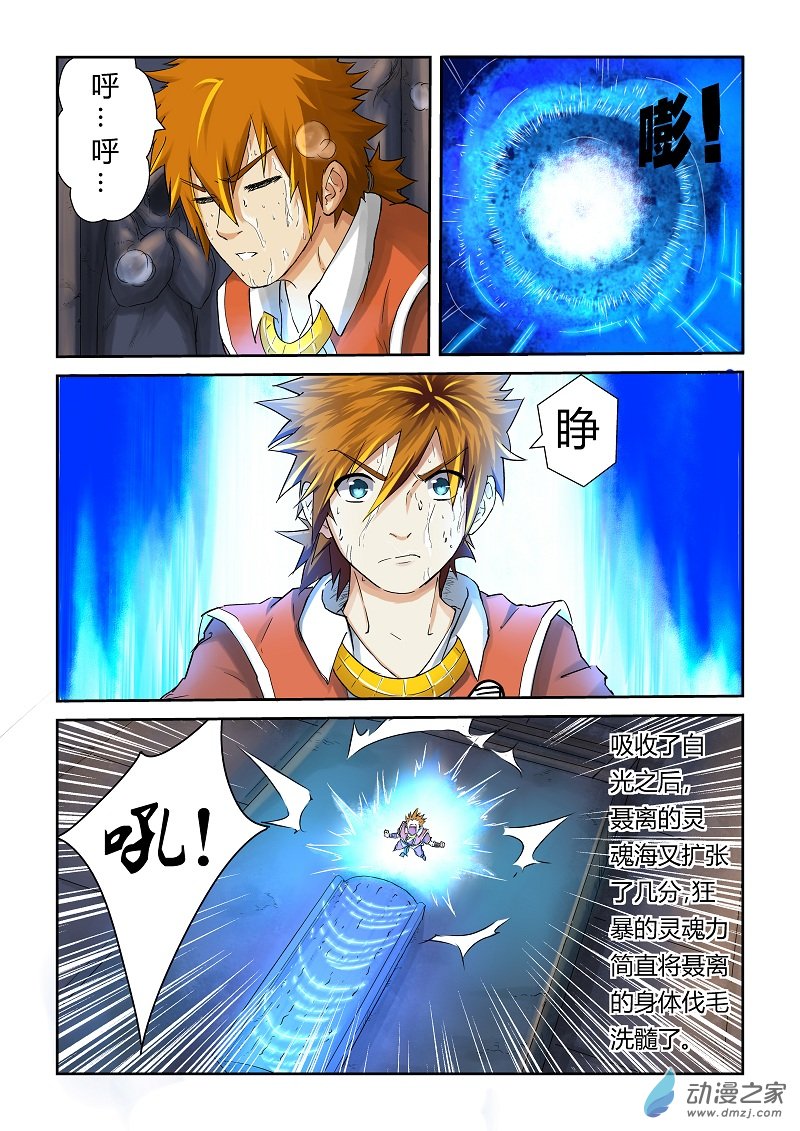 呼…呼…
嘭！
睁
吼！
吸收了白
光之后,
聂离的灵
魂海又扩张
了几分,狂
暴的灵魂力
简直将聂离
的身体伐毛
洗髓了。
动漫之家
www.dmzj.com